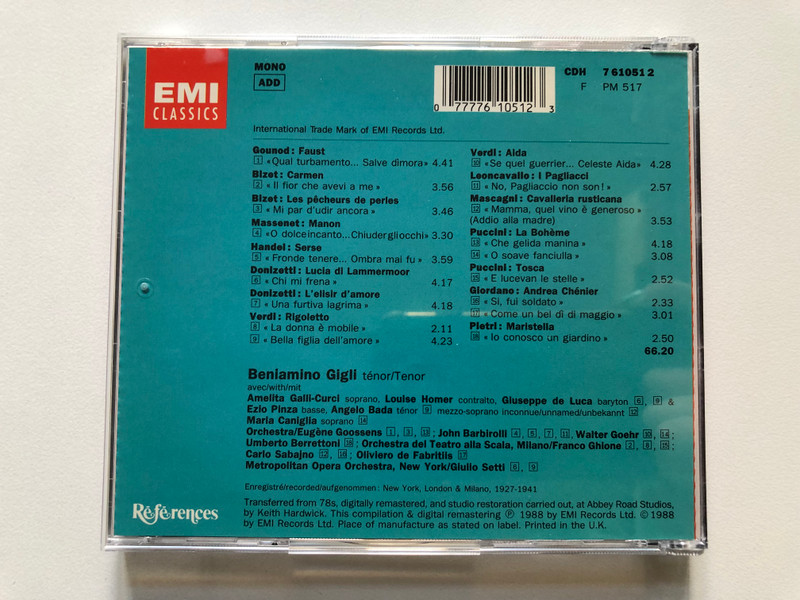 EMI
CLASSICS
MONO
ADD
CDH 7 61051 2
F PM 517
0 77776 10512 3
International Trade Mark of EMI Records Ltd.
Gounod: Faust
1 «Qual turbamento... Salve dimora» 4.41
Bizet: Carmen
2 «Il fior che avevi a me» 3.56
Bizet: Les pêcheurs de perles
3 «Mi par d'udir ancora» 3.46
Massenet: Manon
4 «O dolce incanto...Chiuder gli occhi» 3.30
Handel: Serse
5 «Fronde tenere... Ombra mai fu» 3.59
Donizetti: Lucia di Lammermoor
6 «Chi mi frena» 4.17
Donizetti: L'elisir d'amore
7 «Una furtiva lagrima» 4.18
Verdi: Rigoletto
8 «La donna è mobile» 2.11
9 «Bella figlia dell'amore» 4.23
Verdi: Aida
10 «Se quel guerrier... Celeste Aida» 4.28
Leoncavallo: I Pagliacci
11 «No, Pagliaccio non son!» 2.57
Mascagni: Cavalleria rusticana
12 «Mamma, quel vino è generoso»
(Addio alla madre) 3.53
Puccini: La Bohème
13 «Che gelida manina» 4.18
14 «O soave fanciulla» 3.08
Puccini: Tosca
15 «E lucevan le stelle» 2.52
Giordano: Andrea Chénier
16 «Si, fui soldato» 2.33
17 «Come un bel dì di maggio» 3.01
Pietri: Maristella
18 «Io conosco un giardino» 2.50
66.20
Beniamino Gigli ténor/Tenor
avec/with/mit
Amelita Galli-Curci soprano, Louise Homer contralto, Giuseppe de Luca baryton 6, 9 &
Ezio Pinza basse, Angelo Bada ténor 9 mezzo-soprano inconnue/unnamed/unbekannt 12
Maria Caniglia soprano 14
Orchestra/Eugène Goossens 1, 3, 13; John Barbirolli 4, 5, 7, 11, Walter Goehr 10, 14;
Umberto Berrettoni 18; Orchestra del Teatro alla Scala, Milano/Franco Ghione 2, 8, 15;
Carlo Sabajno 12, 16; Oliviero de Fabritiis 17
Metropolitan Opera Orchestra, New York/Giulio Setti 6, 9
Enregistré/recorded/aufgenommen: New York, London & Milano, 1927-1941
Transferred from 78s, digitally remastered, and studio restoration carried out, at Abbey Road Studios,
by Keith Hardwick. This compilation & digital remastering ℗ 1988 by EMI Records Ltd. © 1988
by EMI Records Ltd. Place of manufacture as stated on label. Printed in the U.K.
Références